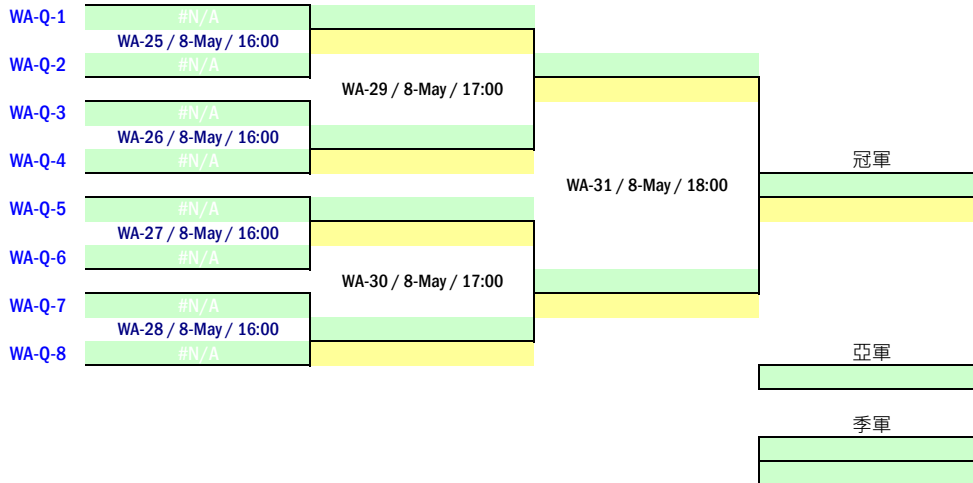 WA-Q-1 #N/A
WA-25 / 8-May / 16:00
WA-Q-2 #N/A
WA-29 / 8-May / 17:00
WA-Q-3 #N/A
WA-26 / 8-May / 16:00
WA-Q-4 #N/A
冠軍
WA-31 / 8-May / 18:00
WA-Q-5 #N/A
WA-27 / 8-May / 16:00
WA-Q-6 #N/A
WA-30 / 8-May / 17:00
WA-Q-7 #N/A
WA-28 / 8-May / 16:00
WA-Q-8 #N/A
亞軍
季軍